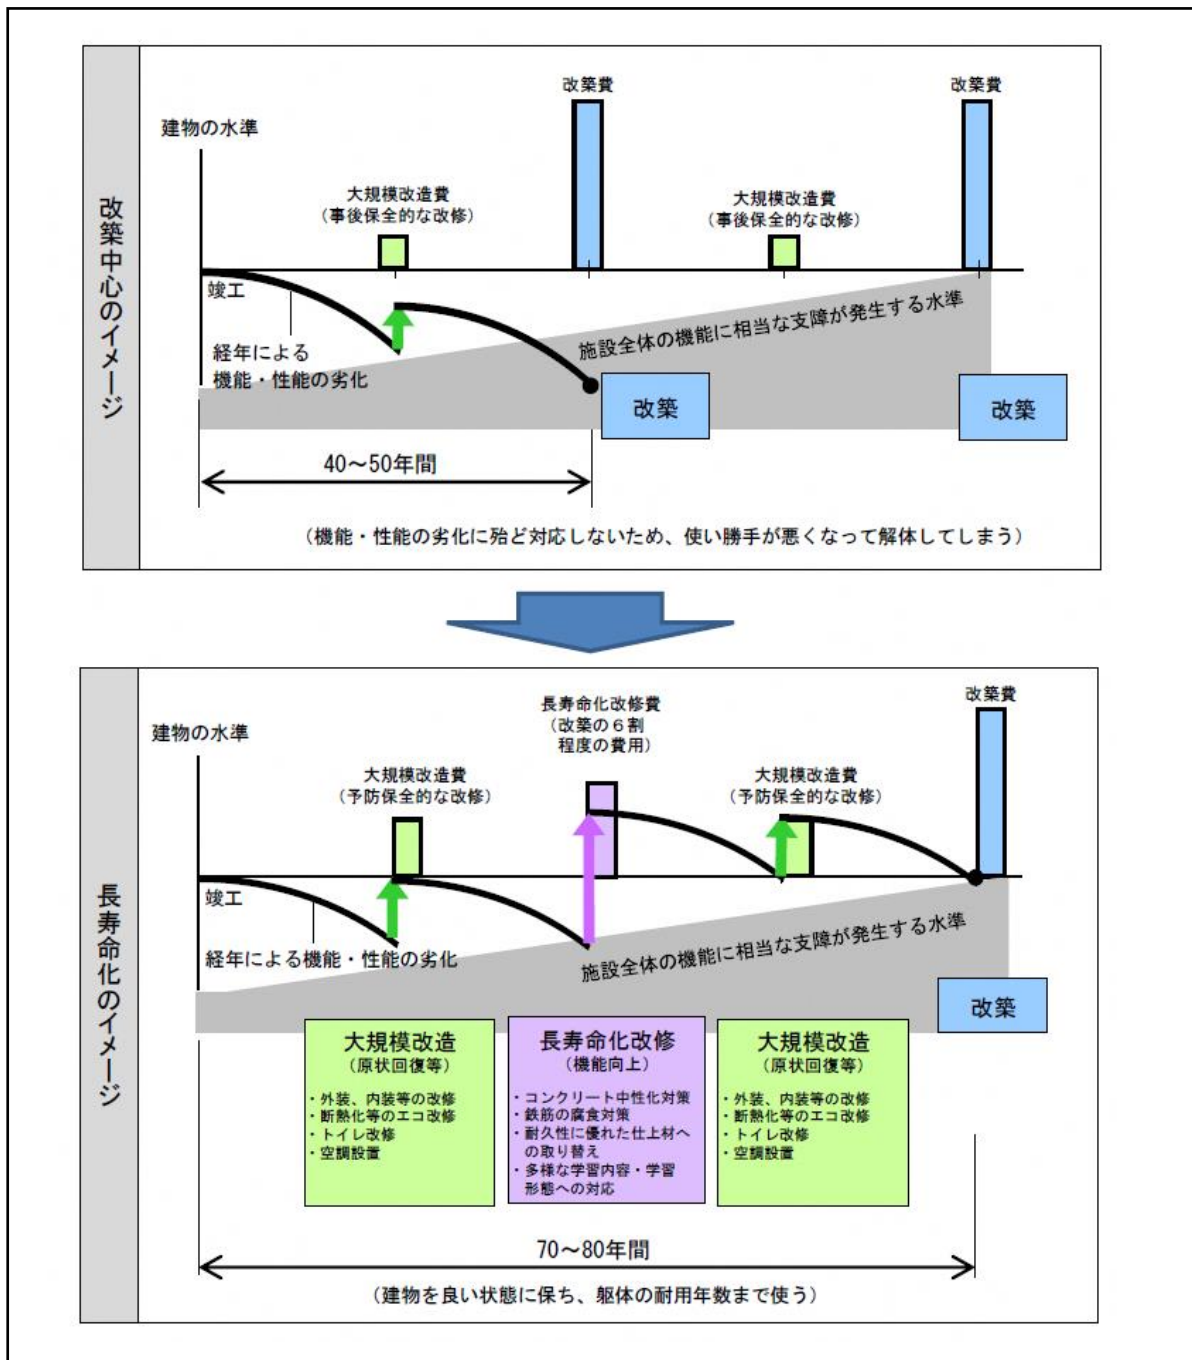 改築中心のイメージ
建物の水準
改築費
改築費
大規模改造費
（事後保全的な改修）
大規模改造費
（事後保全的な改修）
竣工
経年による
機能・性能の劣化
施設全体の機能に相当な支障が発生する水準
改築
改築
40～50年間
（機能・性能の劣化に殆ど対応しないため、使い勝手が悪くなって解体してしまう）
長寿命化のイメージ
建物の水準
長寿命化改修費
（改築の６割
程度の費用）
改築費
大規模改造費
（予防保全的な改修）
大規模改造費
（予防保全的な改修）
竣工
経年による機能・性能の劣化
施設全体の機能に相当な支障が発生する水準
改築
大規模改造
（原状回復等）
・外装、内装等の改修
・断熱化等のエコ改修
・トイレ改修
・空調設置
長寿命化改修
（機能向上）
・コンクリート中性化対策
・鉄筋の腐食対策
・耐久性に優れた仕上材へ
の取り替え
・多様な学習内容・学習
形態への対応
大規模改造
（原状回復等）
・外装、内装等の改修
・断熱化等のエコ改修
・トイレ改修
・空調設置
70～80年間
（建物を良い状態に保ち、躯体の耐用年数まで使う）